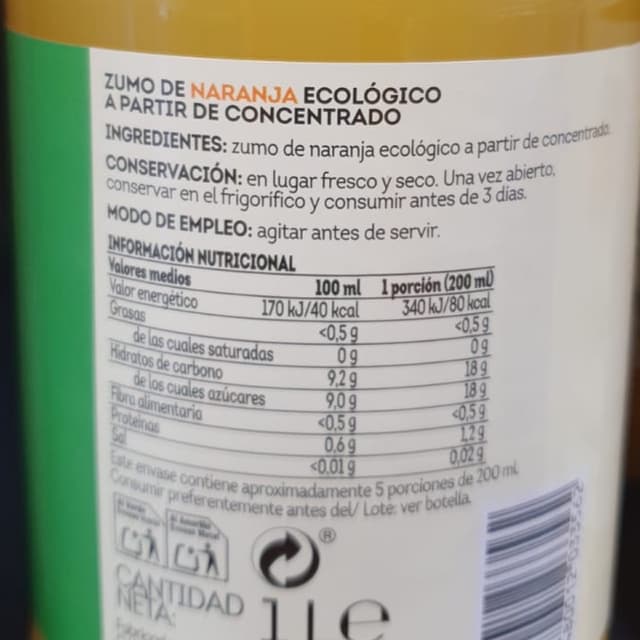 ZUMO DE NARANJA ECOLÓGICO
A PARTIR DE CONCENTRADO
INGREDIENTES: zumo de naranja ecológico a partir de concentrado.
CONSERVACIÓN: en lugar fresco y seco. Una vez abierto,
conservar en el frigorífico y consumir antes de 3 días.
MODO DE EMPLEO: agitar antes de servir.
INFORMACIÓN NUTRICIONAL
Valores medios 100 ml 1 porción (200 ml)
Valor energético 170 kJ/40 kcal 340 kJ/80 kcal
Grasas <0,5 g <0,5 g
de las cuales saturadas 0 g 0 g
Hidratos de carbono 9,2 g 18 g
de los cuales azúcares 9,0 g 18 g
Fibra alimentaria <0,5 g <0,5 g
Proteínas 0,6 g 1,2 g
Sal <0,01 g 0,02 g
Este envase contiene aproximadamente 5 porciones de 200 ml.
Consumir preferentemente antes del/ Lote: ver botella.
®
CANTIDAD
NETA:
1 L e